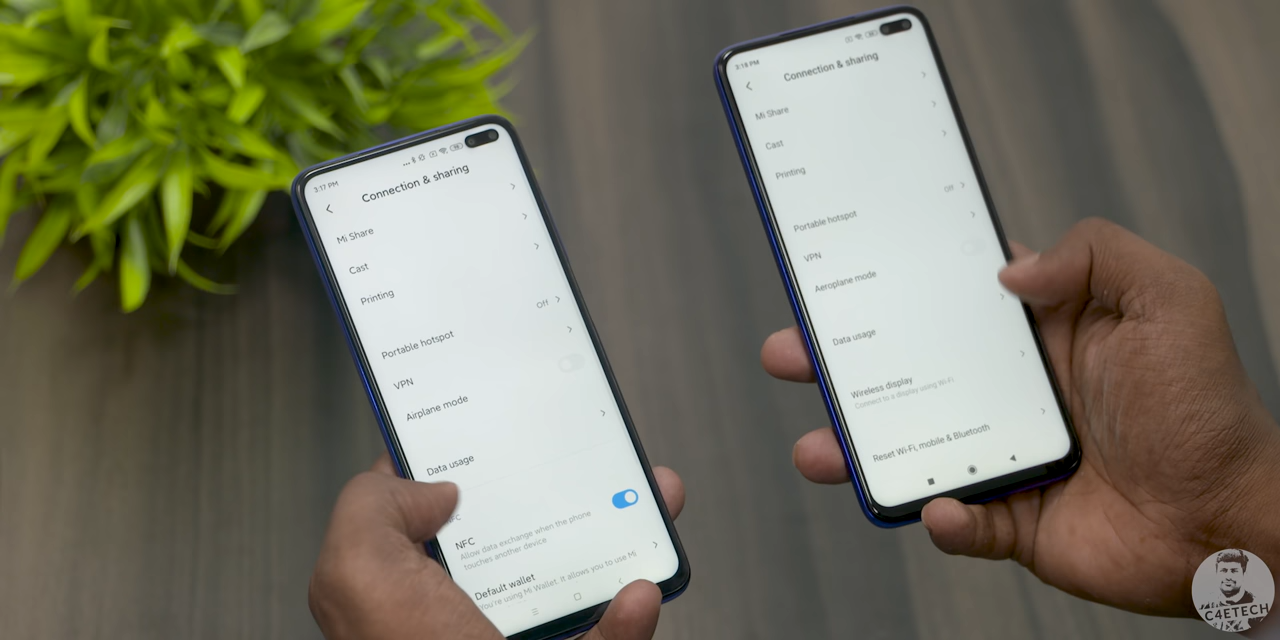 3:17 PM
Connection & sharing
Mi Share
Cast
Printing
Off
Portable hotspot
VPN
Airplane mode
Data usage
NFC
Allow data exchange when the phone
touches another device
Default wallet
You're using Mi Wallet. It allows you to use Mi
3:18 PM
Connection & sharing
Mi Share
Cast
Printing
Off
Portable hotspot
VPN
Aeroplane mode
Data usage
Wireless display
Connect to a display using Wi-Fi
Reset Wi-Fi, mobile & Bluetooth
C4ETECH